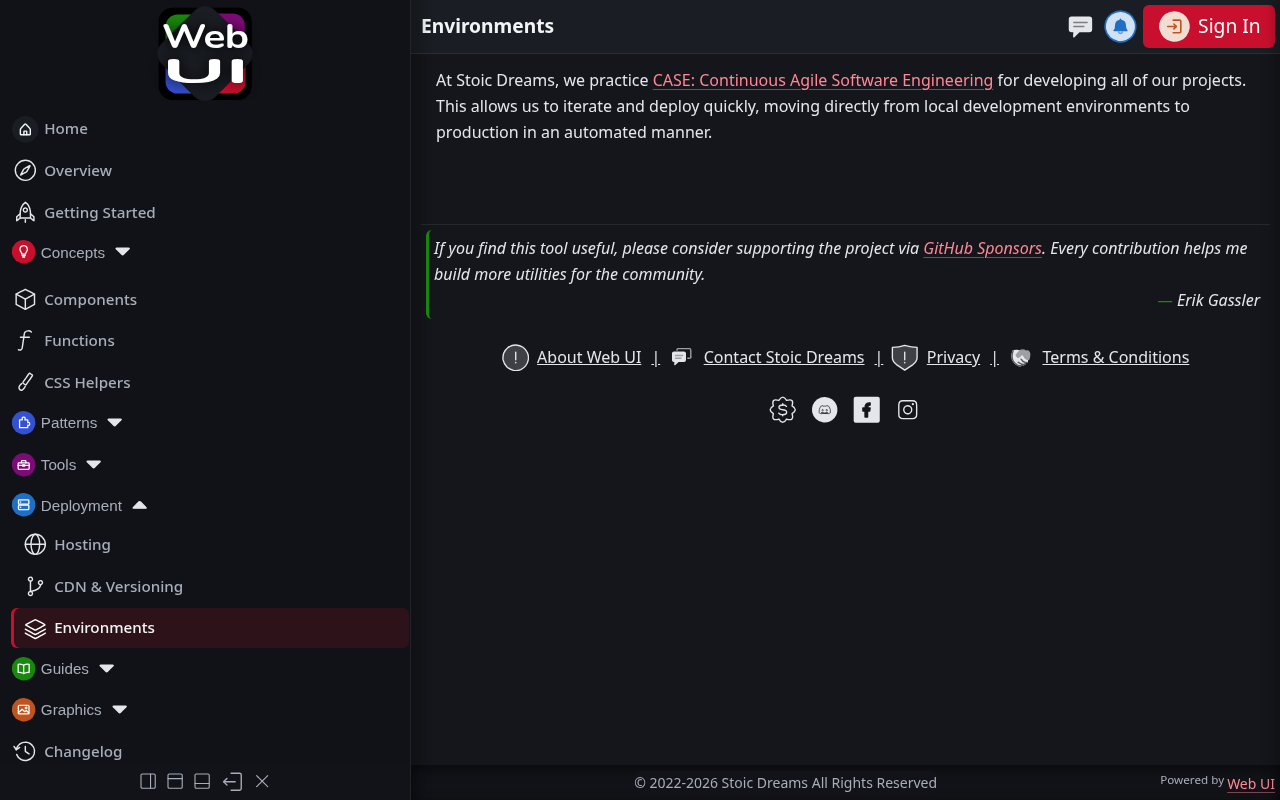 Web
UI
Home
Overview
Getting Started
Concepts
Components
Functions
CSS Helpers
Patterns
Tools
Deployment
Hosting
CDN & Versioning
Environments
Guides
Graphics
Changelog
Environments
Sign In
At Stoic Dreams, we practice CASE: Continuous Agile Software Engineering for developing all of our projects.
This allows us to iterate and deploy quickly, moving directly from local development environments to
production in an automated manner.
If you find this tool useful, please consider supporting the project via GitHub Sponsors. Every contribution helps me
build more utilities for the community.
— Erik Gassler
About Web UI | Contact Stoic Dreams | Privacy | Terms & Conditions
© 2022-2026 Stoic Dreams All Rights Reserved
Powered by Web UI